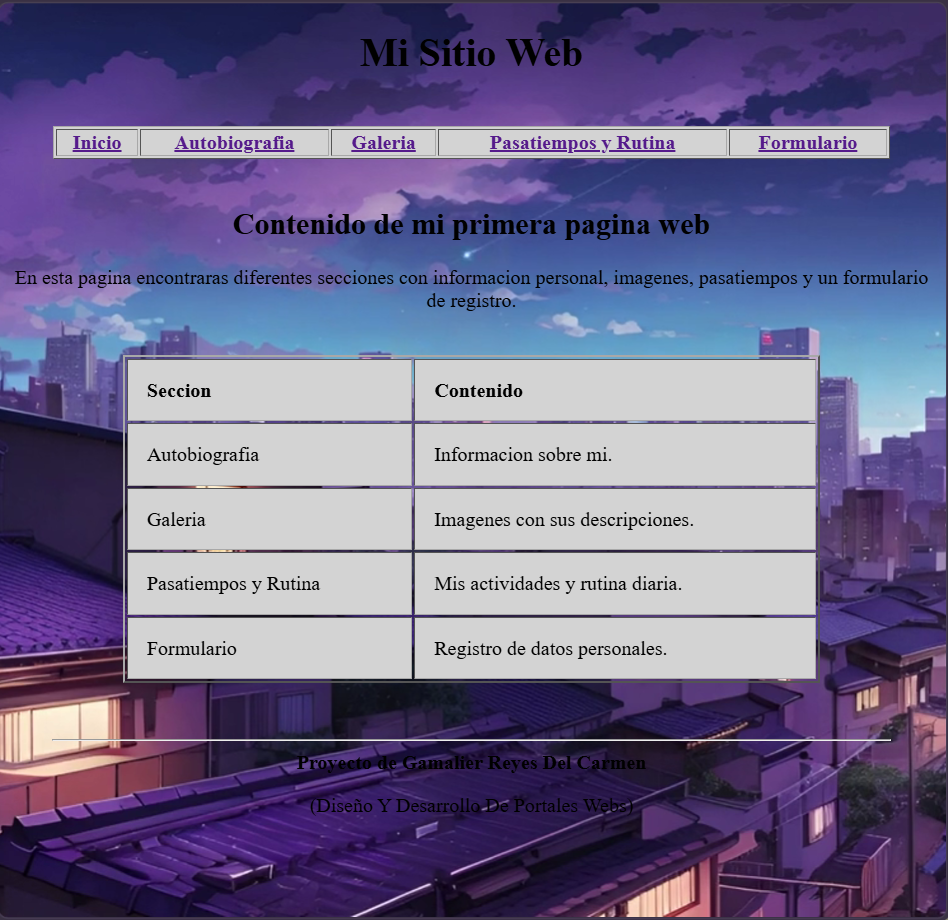 Mi Sitio Web
Inicio Autobiografia Galeria Pasatiempos y Rutina Formulario
Contenido de mi primera pagina web
En esta pagina encontraras diferentes secciones con informacion personal, imagenes, pasatiempos y un formulario
de registro.
Seccion Contenido
Autobiografia Informacion sobre mi.
Galeria Imagenes con sus descripciones.
Pasatiempos y Rutina Mis actividades y rutina diaria.
Formulario Registro de datos personales.
Proyecto de Gamalier Reyes Del Carmen
(Diseño Y Desarrollo De Portales Webs)